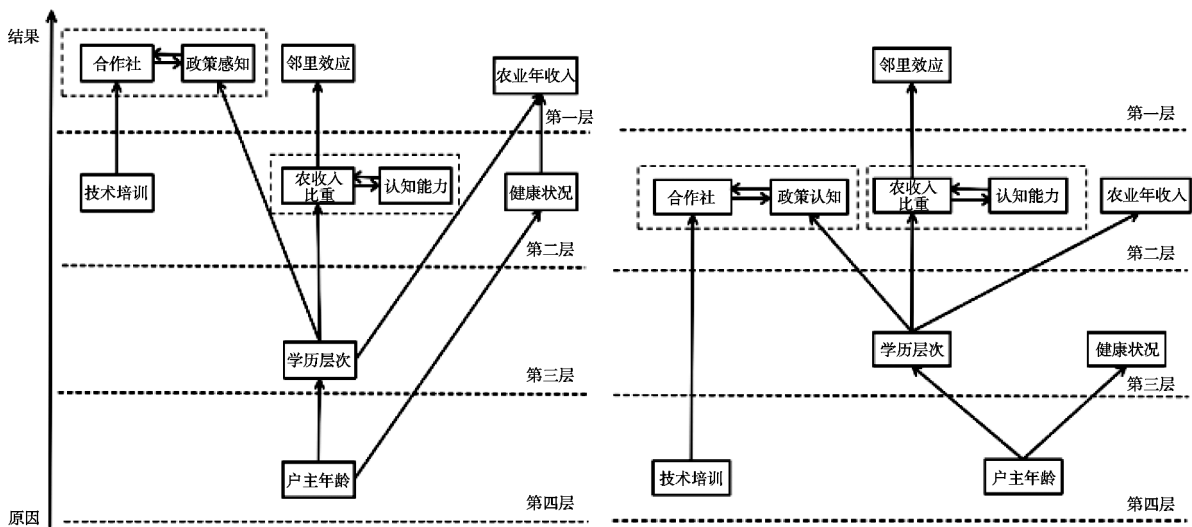 结果
合作社
政策感知
邻里效应
农业年收入
第一层
技术培训
农收入
比重
认知能力
健康状况
第二层
学历层次
第三层
户主年龄
第四层
原因
邻里效应
第一层
合作社
政策认知
农收入
比重
认知能力
农业年收入
第二层
学历层次
健康状况
第三层
技术培训
户主年龄
第四层